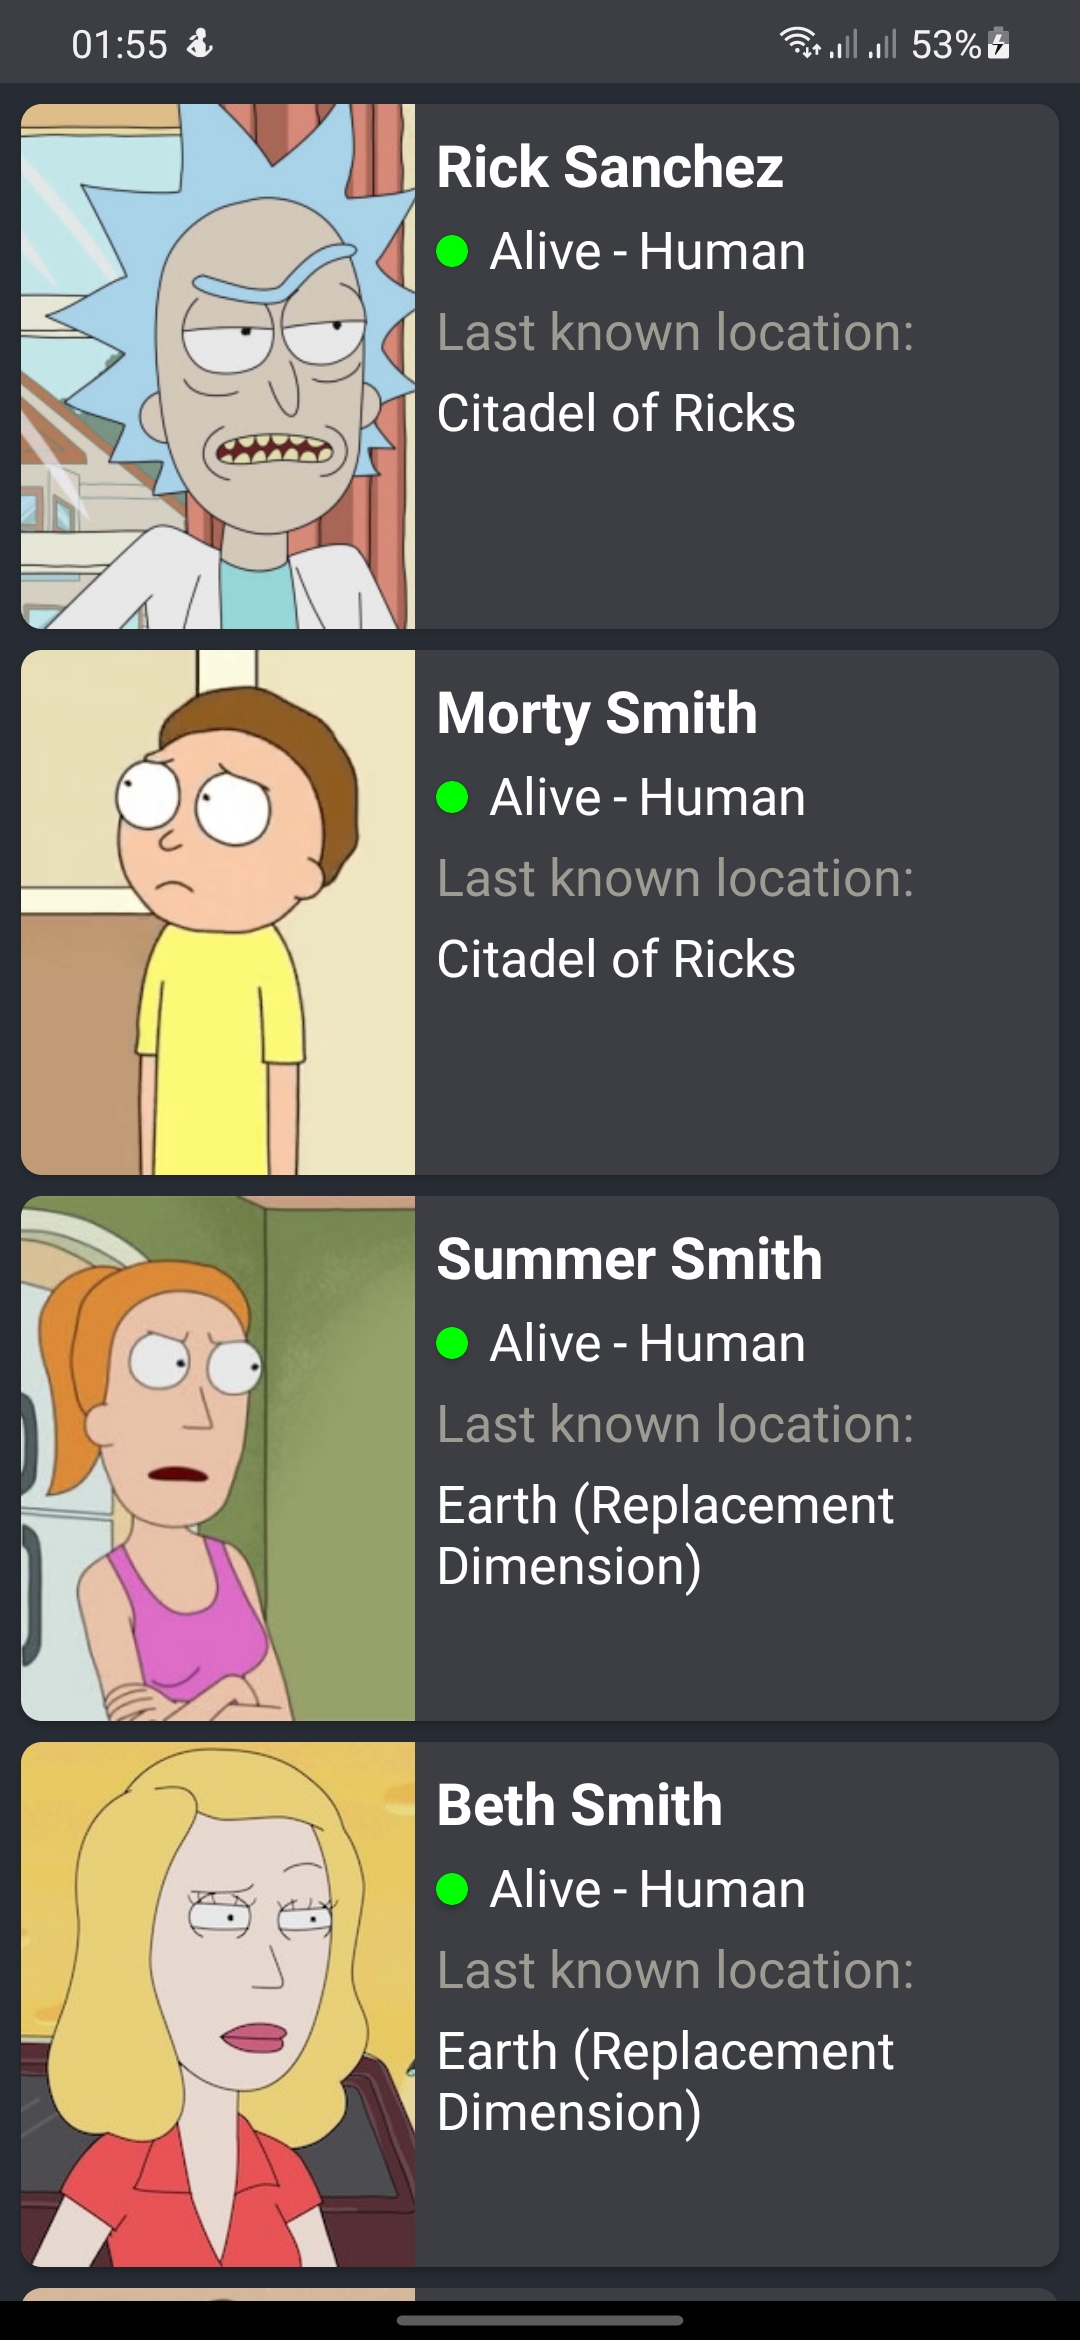 01:55
53%
Rick Sanchez
Alive - Human
Last known location:
Citadel of Ricks
Morty Smith
Alive - Human
Last known location:
Citadel of Ricks
Summer Smith
Alive - Human
Last known location:
Earth (Replacement
Dimension)
Beth Smith
Alive - Human
Last known location:
Earth (Replacement
Dimension)